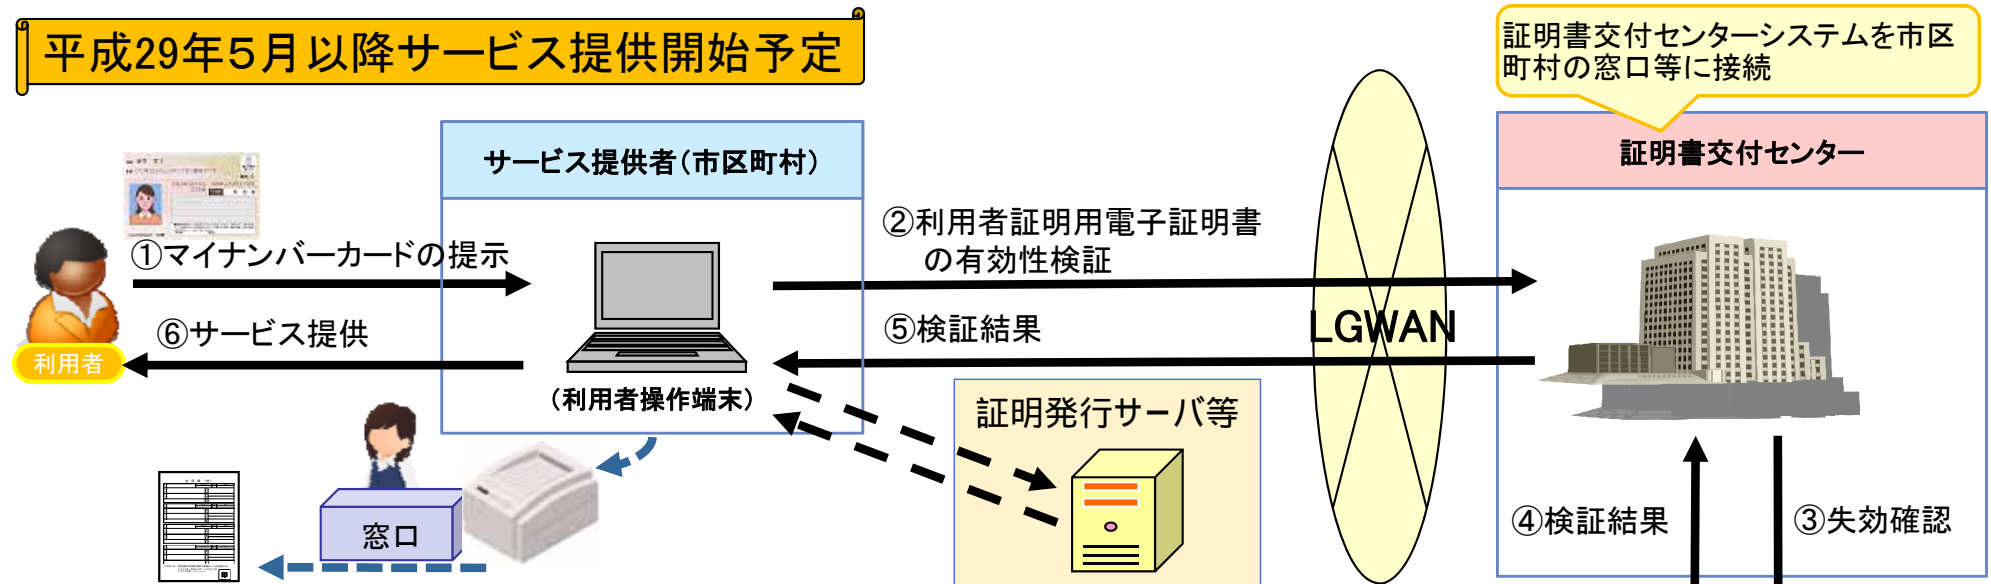 平成29年５月以降サービス提供開始予定
証明書交付センターシステムを市区
町村の窓口等に接続
サービス提供者（市区町村）
証明書交付センター
①マイナンバーカードの提示
②利用者証明用電子証明書
の有効性検証
⑥サービス提供
⑤検証結果
LGWAN
利用者
（利用者操作端末）
証明発行サーバ等
窓口
④検証結果
③失効確認